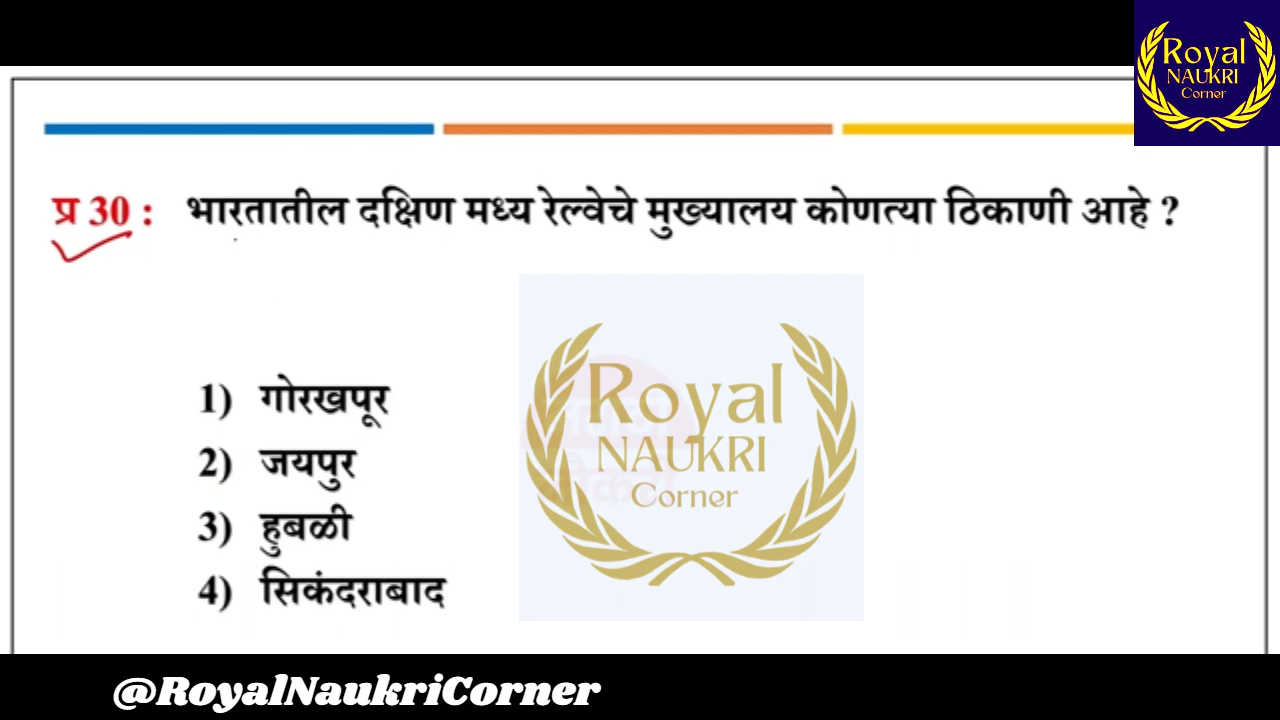 Royal
NAUKRI
Corner
प्र 30 : भारतातील दक्षिण मध्य रेल्वेचे मुख्यालय कोणत्या ठिकाणी आहे ?
1) गोरखपूर
2) जयपुर
3) हुबळी
4) सिकंदराबाद
Royal
NAUKRI
Corner
@RoyalNaukriCorner